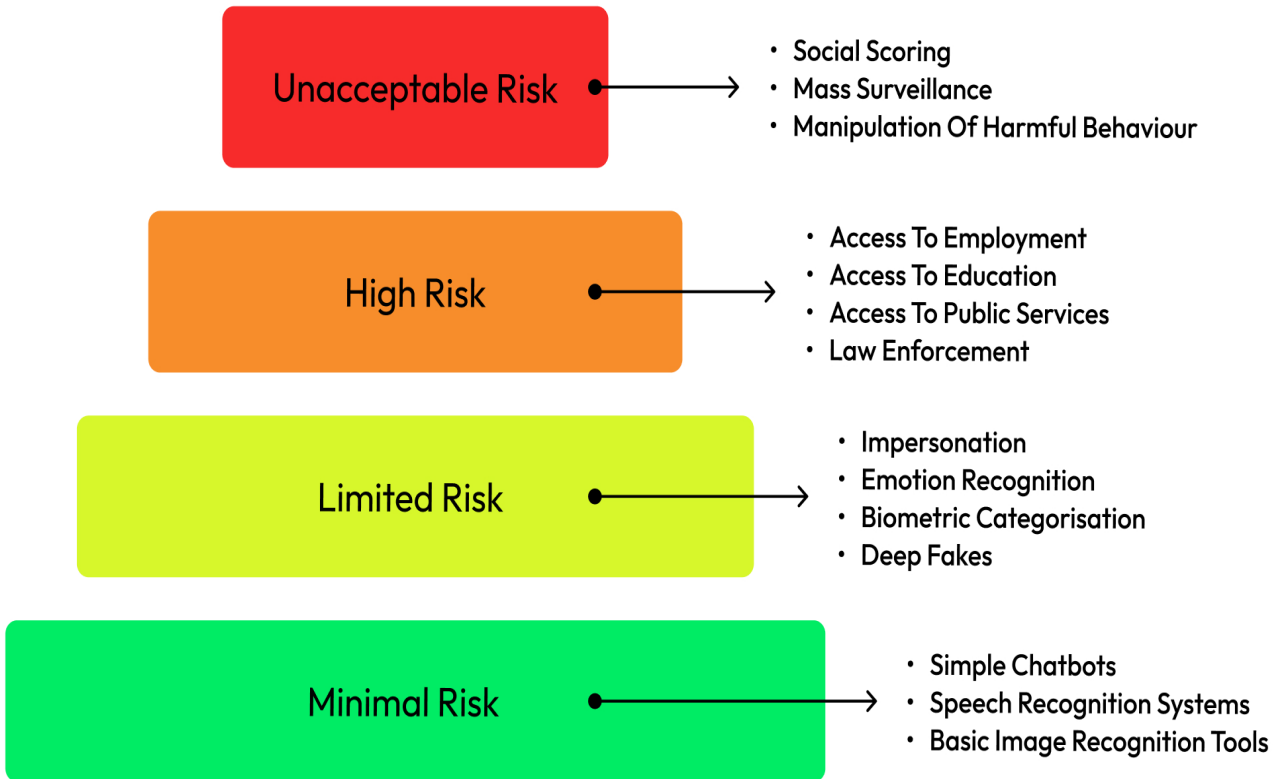 Unacceptable Risk
• Social Scoring
• Mass Surveillance
• Manipulation Of Harmful Behaviour
High Risk
• Access To Employment
• Access To Education
• Access To Public Services
• Law Enforcement
Limited Risk
• Impersonation
• Emotion Recognition
• Biometric Categorisation
• Deep Fakes
Minimal Risk
• Simple Chatbots
• Speech Recognition Systems
• Basic Image Recognition Tools